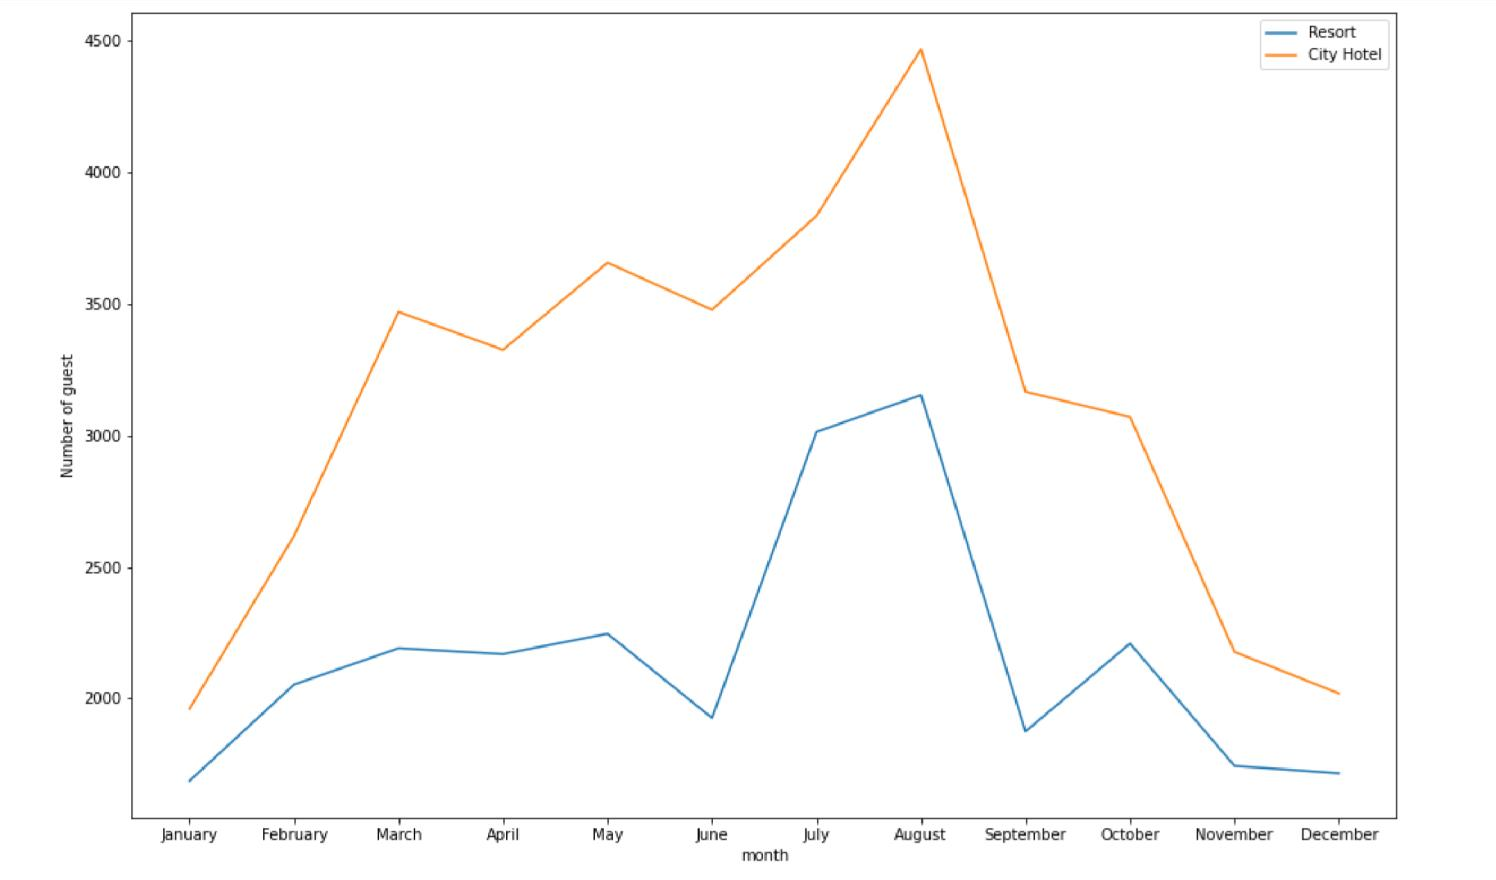 Resort
City Hotel
4500
4000
3500
3000
2500
2000
Number of guest
January February March April May June July August September October November December
month